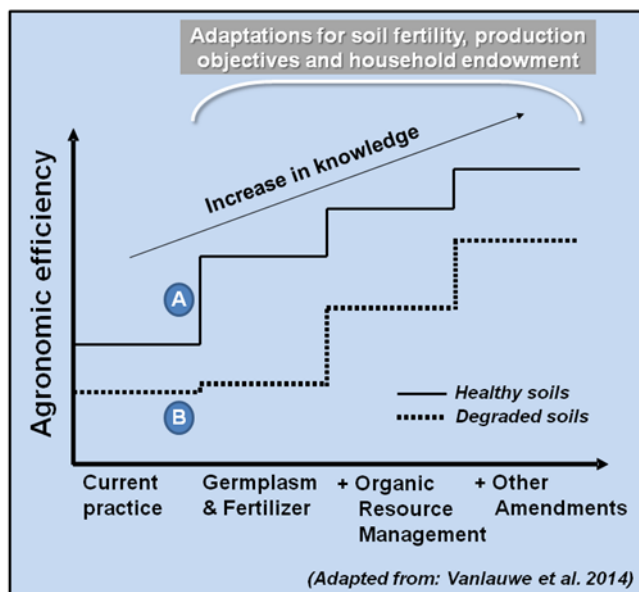 Adaptations for soil fertility, production
objectives and household endowment
Increase in knowledge
Agronomic efficiency
A
B
Healthy soils
Degraded soils
Current
practice
Germplasm
& Fertilizer
+ Organic
Resource
Management
+ Other
Amendments
(Adapted from: Vanlauwe et al. 2014)